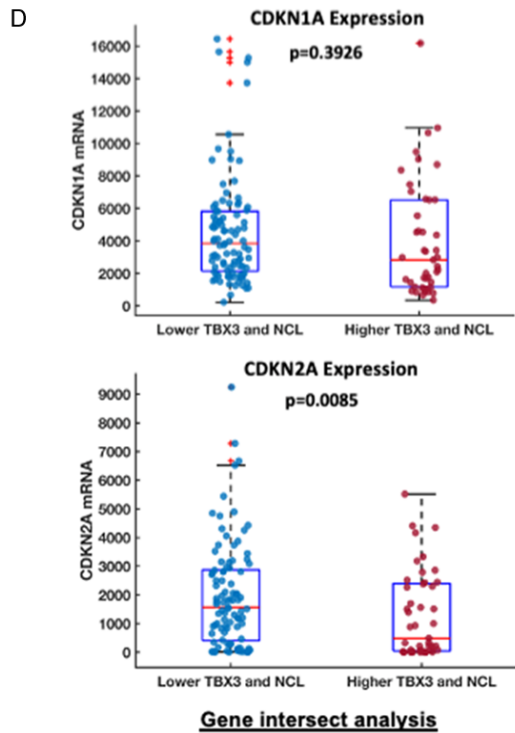 D
CDKN1A Expression
p=0.3926
16000
14000
12000
10000
8000
6000
4000
2000
0
CDKN1A mRNA
Lower TBX3 and NCL
Higher TBX3 and NCL
CDKN2A Expression
p=0.0085
9000
8000
7000
6000
5000
4000
3000
2000
1000
0
CDKN2A mRNA
Lower TBX3 and NCL
Higher TBX3 and NCL
Gene intersect analysis